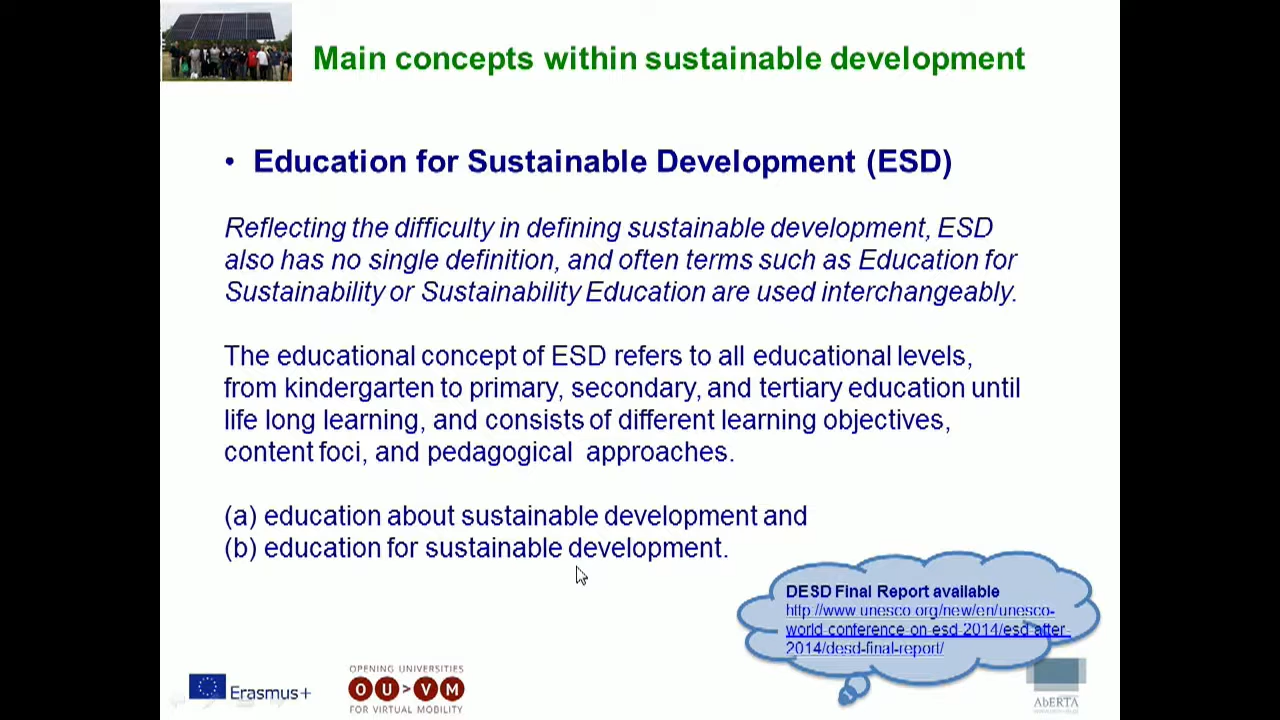 Main concepts within sustainable development
• Education for Sustainable Development (ESD)
Reflecting the difficulty in defining sustainable development, ESD
also has no single definition, and often terms such as Education for
Sustainability or Sustainability Education are used interchangeably.
The educational concept of ESD refers to all educational levels,
from kindergarten to primary, secondary, and tertiary education until
life long learning, and consists of different learning objectives,
content foci, and pedagogical approaches.
(a) education about sustainable development and
(b) education for sustainable development.
DESD Final Report available
http://www.unesco.org/new/en/unesco-
world-conference-on-esd-2014/esd-after-
2014/desd-final-report/
Erasmus+
OPENING UNIVERSITIES
OU>VM
FOR VIRTUAL MOBILITY
AbERTA